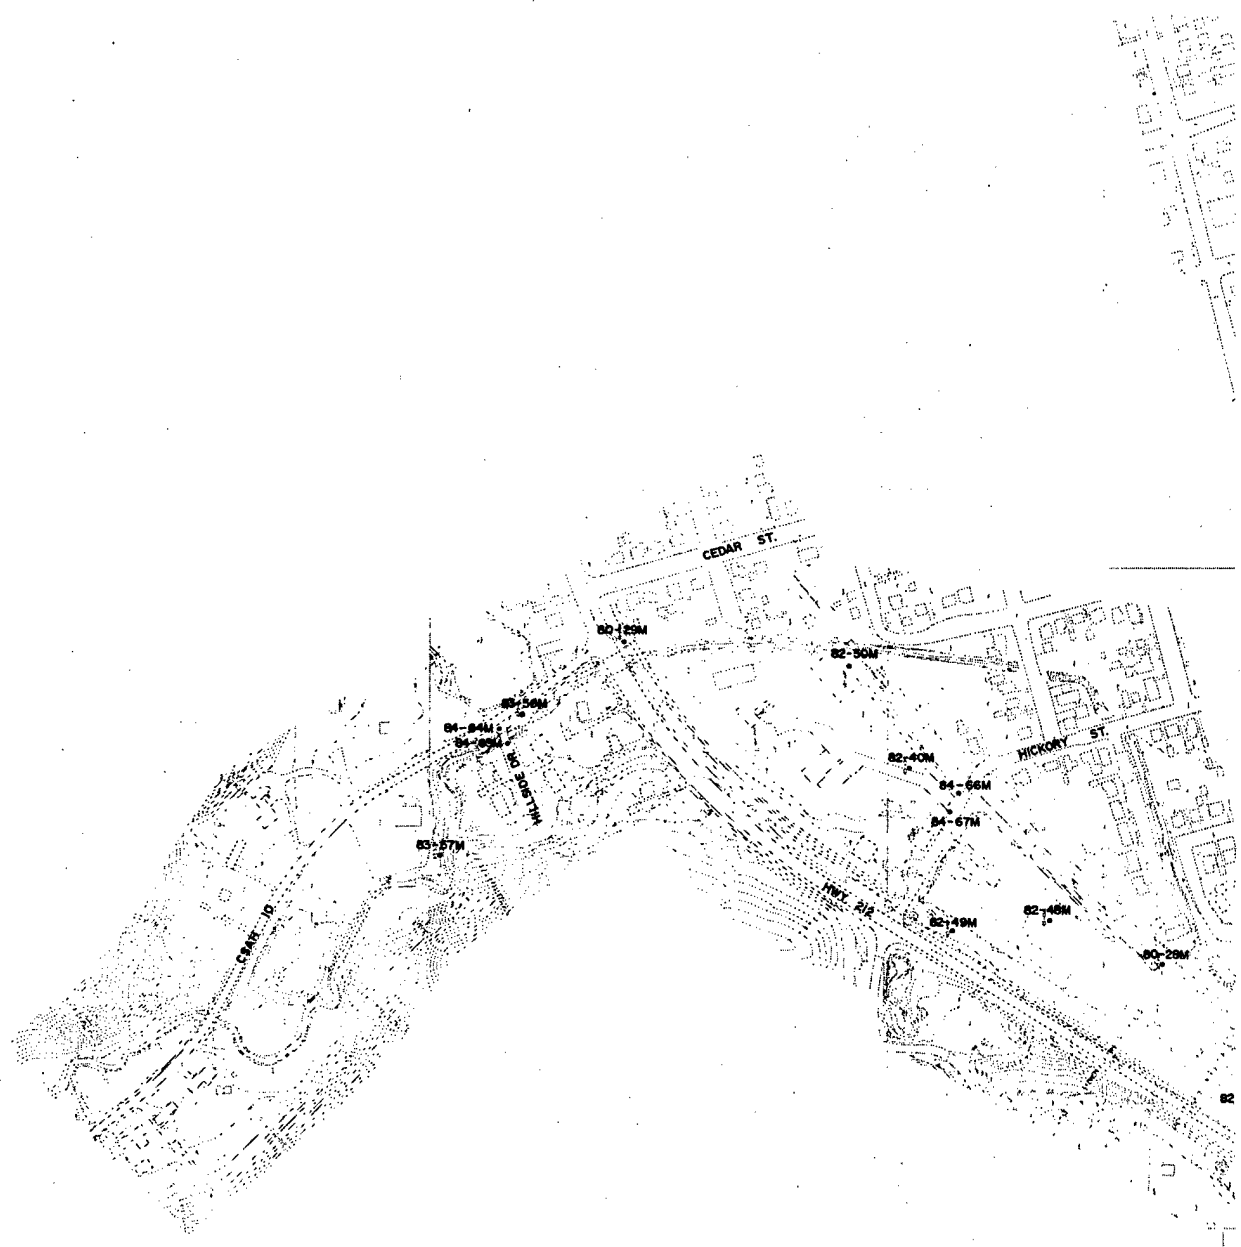 CEDAR ST.
80-129M
82-50M
83-56M
84-64M
84-65M
HILLSIDE DR.
HICKORY ST.
82-40M
84-66M
84-67M
83-57M
HWY. 212
CSAH 10
82-48M
82-49M
80-28M
82